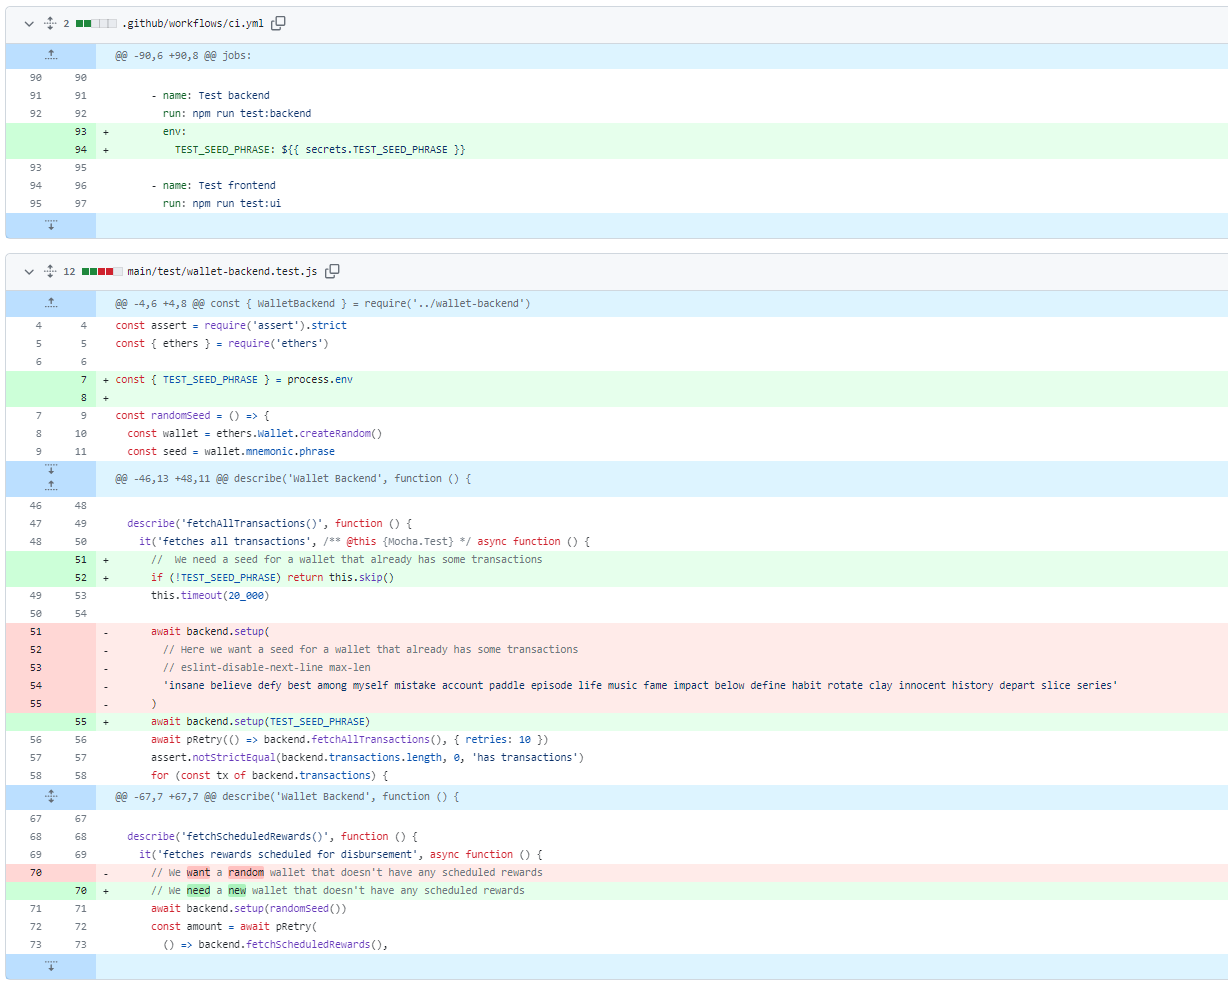 2 .github/workflows/ci.yml
@@ -90,6 +90,8 @@ jobs:
90 90
91 91 - name: Test backend
92 92 run: npm run test:backend
93 + env:
94 + TEST_SEED_PHRASE: ${{ secrets.TEST_SEED_PHRASE }}
93 95
94 96 - name: Test frontend
95 97 run: npm run test:ui
12 main/test/wallet-backend.test.js
@@ -4,6 +4,8 @@ const { WalletBackend } = require('../wallet-backend')
4 4 const assert = require('assert').strict
5 5 const { ethers } = require('ethers')
6 6
7 + const { TEST_SEED_PHRASE } = process.env
8 +
7 9 const randomSeed = () => {
8 10 const wallet = ethers.Wallet.createRandom()
9 11 const seed = wallet.mnemonic.phrase
@@ -46,13 +48,11 @@ describe('Wallet Backend', function () {
46 48
47 49 describe('fetchAllTransactions()', function () {
48 50 it('fetches all transactions', /** @this {Mocha.Test} */ async function () {
51 + // We need a seed for a wallet that already has some transactions
52 + if (!TEST_SEED_PHRASE) return this.skip()
49 53 this.timeout(20_000)
50 54
51 - await backend.setup(
52 - // Here we want a seed for a wallet that already has some transactions
53 - // eslint-disable-next-line max-len
54 - 'insane believe defy best among myself mistake account paddle episode life music fame impact below define habit rotate clay innocent history depart slice series'
55 - )
55 + await backend.setup(TEST_SEED_PHRASE)
56 56 await pRetry(() => backend.fetchAllTransactions(), { retries: 10 })
57 57 assert.notStrictEqual(backend.transactions.length, 0, 'has transactions')
58 58 for (const tx of backend.transactions) {
@@ -67,7 +67,7 @@ describe('Wallet Backend', function () {
67 67
68 68 describe('fetchScheduledRewards()', function () {
69 69 it('fetches rewards scheduled for disbursement', async function () {
70 - // We want a random wallet that doesn't have any scheduled rewards
70 + // We need a new wallet that doesn't have any scheduled rewards
71 71 await backend.setup(randomSeed())
72 72 const amount = await pRetry(
73 73 () => backend.fetchScheduledRewards(),